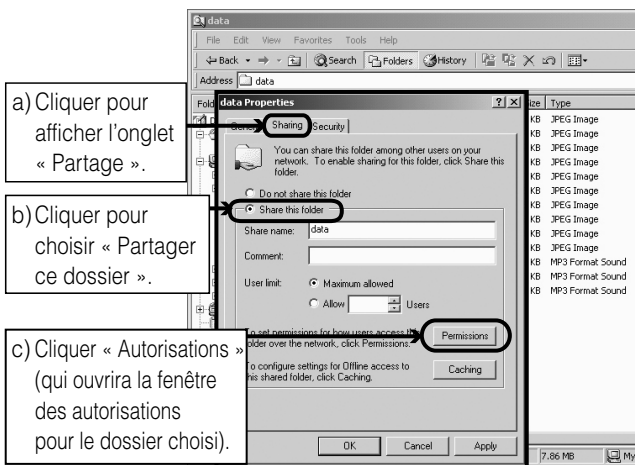 data
File Edit View Favorites Tools Help
Back Search Folders History
Address data
a) Cliquer pour
afficher l'onglet
« Partage ».
b) Cliquer pour
choisir « Partager
ce dossier ».
c) Cliquer « Autorisations »
(qui ouvrira la fenêtre
des autorisations
pour le dossier choisi).
data Properties
Sharing Security
You can share this folder among other users on your
network. To enable sharing for this folder, click Share this
folder.
Do not share this folder
Share this folder
Share name: data
Comment:
User limit: Maximum allowed
Allow Users
To set permissions for how users access this
folder over the network, click Permissions.
Permissions
To configure settings for Offline access to
this shared folder, click Caching.
Caching
OK Cancel Apply
Type
KB JPEG Image
KB JPEG Image
KB JPEG Image
KB JPEG Image
KB JPEG Image
KB JPEG Image
KB JPEG Image
KB JPEG Image
KB JPEG Image
KB JPEG Image
KB MP3 Format Sound
KB MP3 Format Sound
KB MP3 Format Sound
7.86 MB My